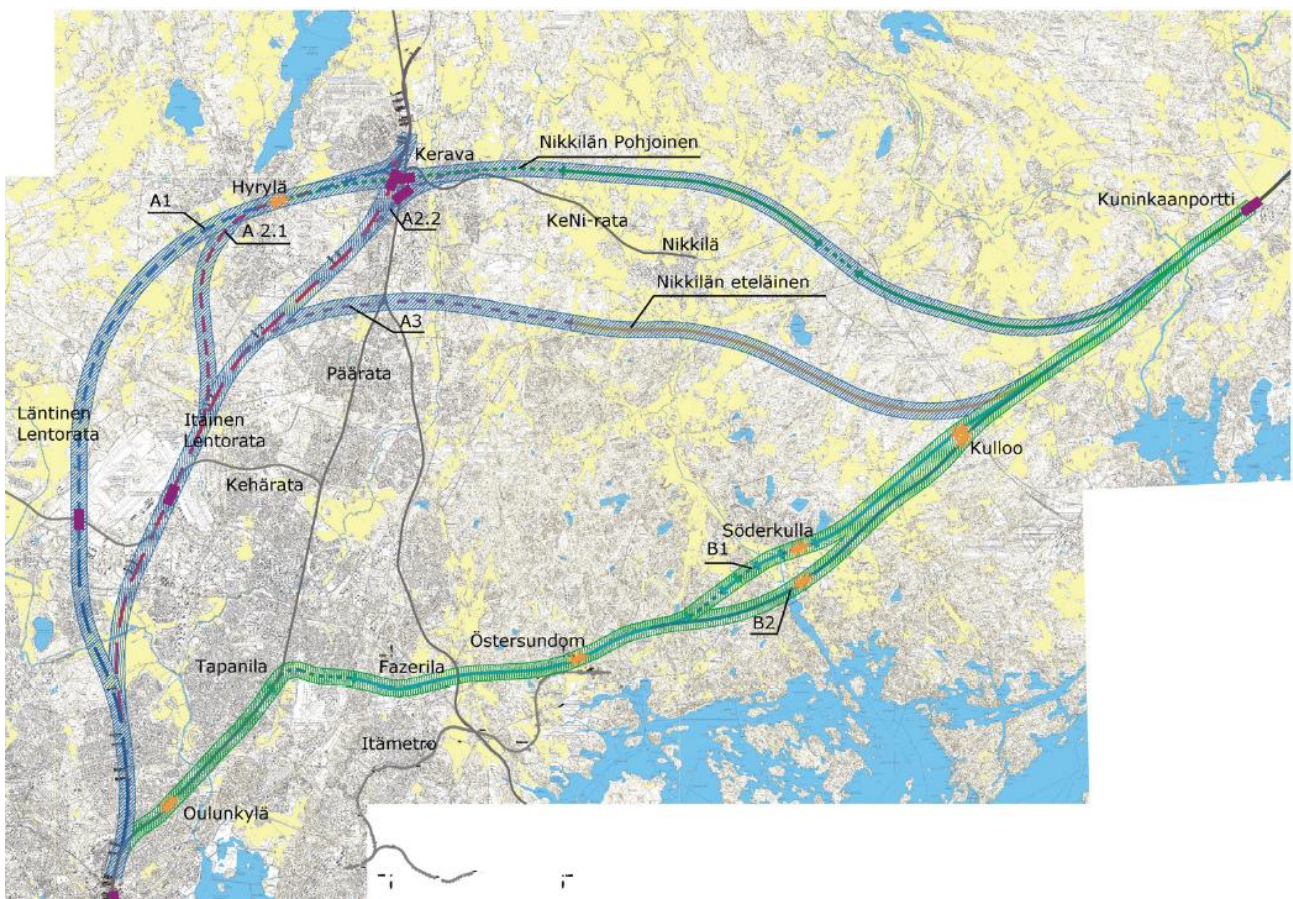 Nikkilän Pohjoinen
Kerava
Hyrylä
A1
A 2.1
A2.2
KeNi-rata
Nikkilä
Kuninkaanportti
Nikkilän eteläinen
A3
Päärata
Läntinen
Lentorata
Itäinen
Lentorata
Kehärata
Kulloo
Söderkulla
B1
B2
Östersundom
Tapanila
Fazerila
Itämetro
Oulunkylä